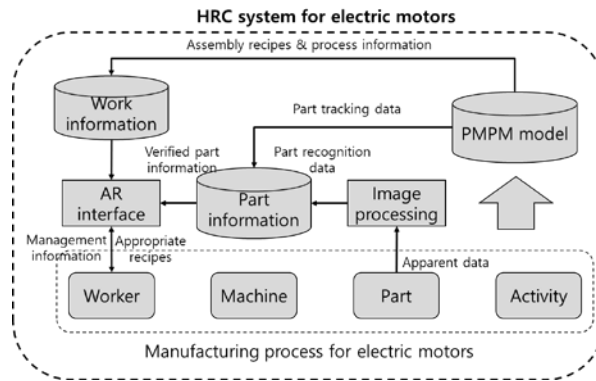 HRC system for electric motors
Assembly recipes & process information
Work
information
Part tracking data
PMPM model
Verified part
information
Part recognition
data
AR
interface
Part
information
Image
processing
Management
information
Appropriate
recipes
Apparent data
Worker
Machine
Part
Activity
Manufacturing process for electric motors